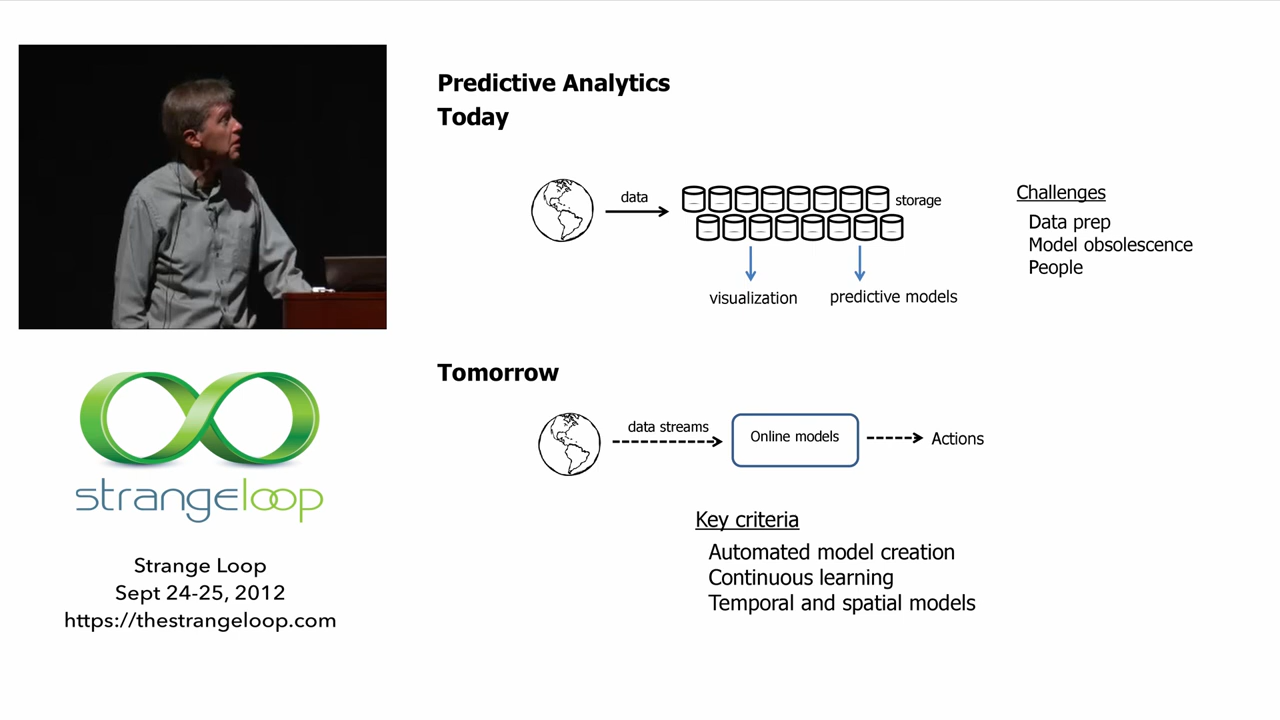 Predictive Analytics
Today
data
storage
visualization
predictive models
Challenges
Data prep
Model obsolescence
People
Tomorrow
data streams
Online models
Actions
Key criteria
Automated model creation
Continuous learning
Temporal and spatial models
strangeloop
Strange Loop
Sept 24-25, 2012
https://thestrangeloop.com